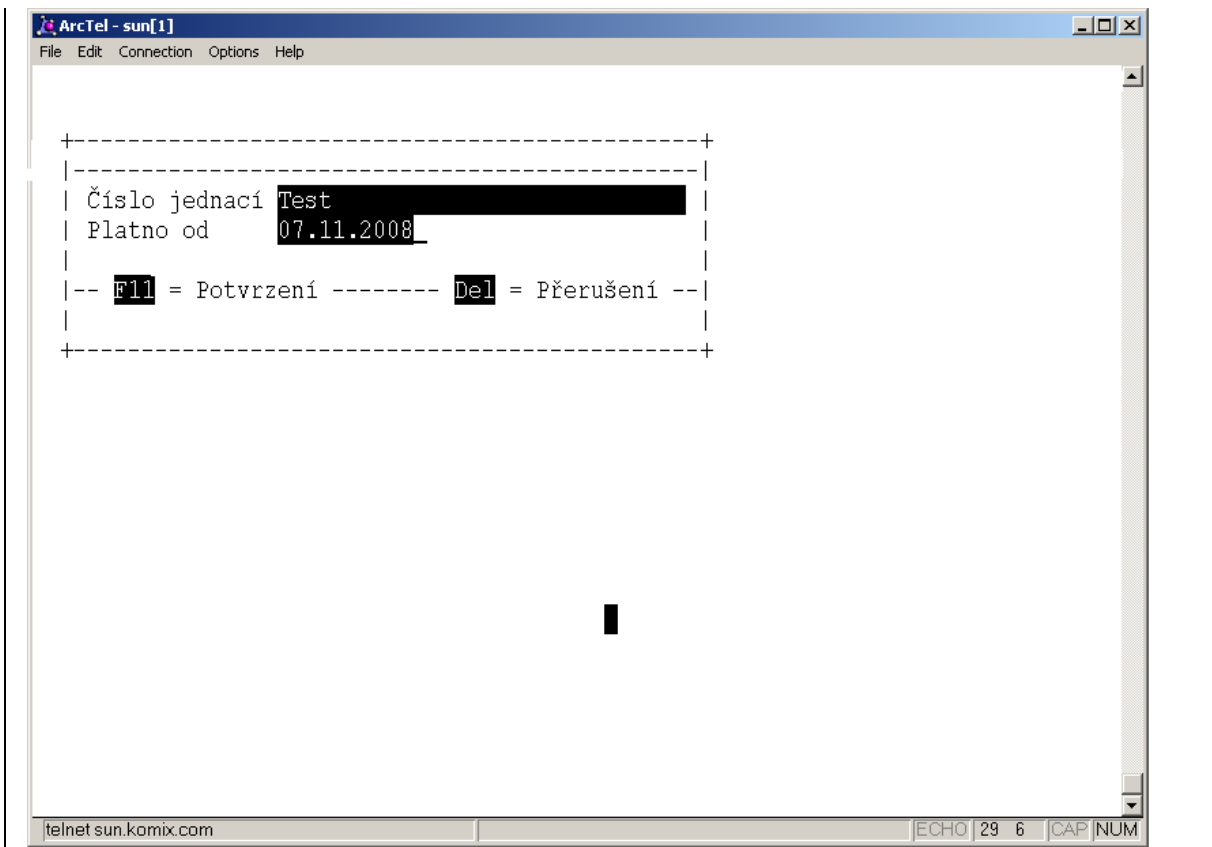 ArcTel - sun[1]
File Edit Connection Options Help
+----------------------------------------------+
|----------------------------------------------|
| Číslo jednací Test |
| Platno od 07.11.2008_ |
| |
|-- F11 = Potvrzení -------- Del = Přerušení --|
| |
+----------------------------------------------+
telnet sun.komix.com ECHO 29 6 CAP NUM